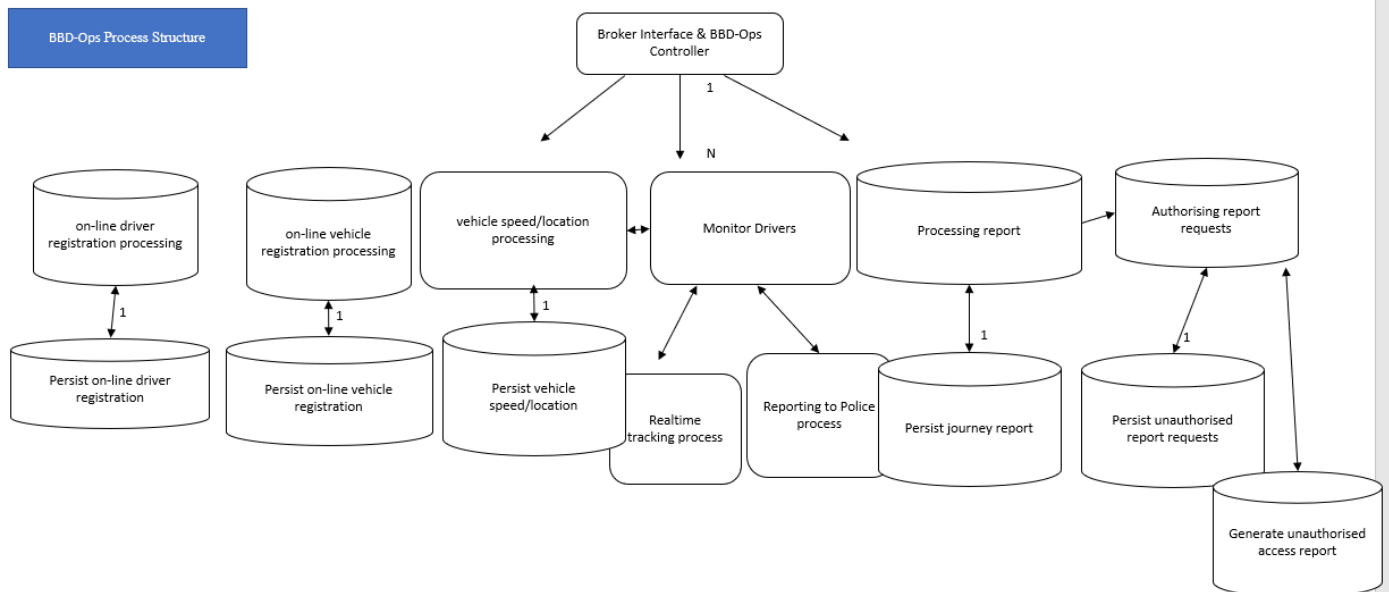 BBD-Ops Process Structure
Broker Interface & BBD-Ops
Controller
1
N
on-line driver
registration processing
on-line vehicle
registration processing
vehicle speed/location
processing
Monitor Drivers
Processing report
Authorising report
requests
1
1
1
1
1
Persist on-line driver
registration
Persist on-line vehicle
registration
Persist vehicle
speed/location
Realtime
tracking process
Reporting to Police
process
Persist journey report
Persist unauthorised
report requests
Generate unauthorised
access report